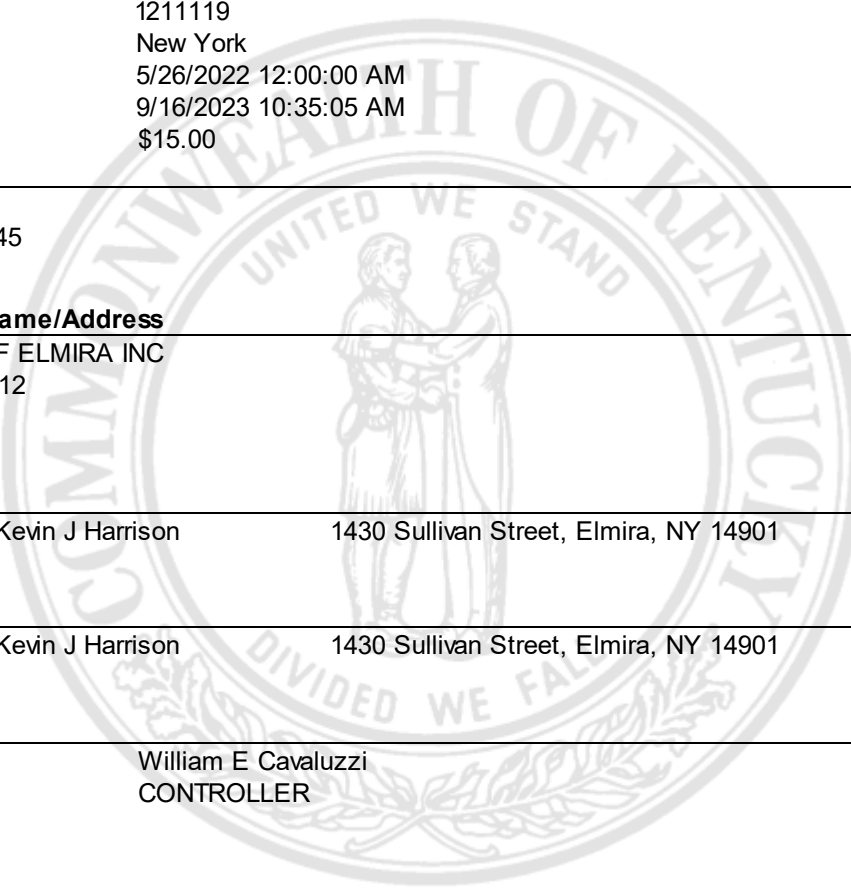 1211119
New York
5/26/2022 12:00:00 AM
9/16/2023 10:35:05 AM
$15.00
45
ame/Address
F ELMIRA INC
12
Kevin J Harrison 1430 Sullivan Street, Elmira, NY 14901
Kevin J Harrison 1430 Sullivan Street, Elmira, NY 14901
William E Cavaluzzi
CONTROLLER
COMMONWEALTH OF KENTUCKY
UNITED WE STAND
DIVIDED WE FALL